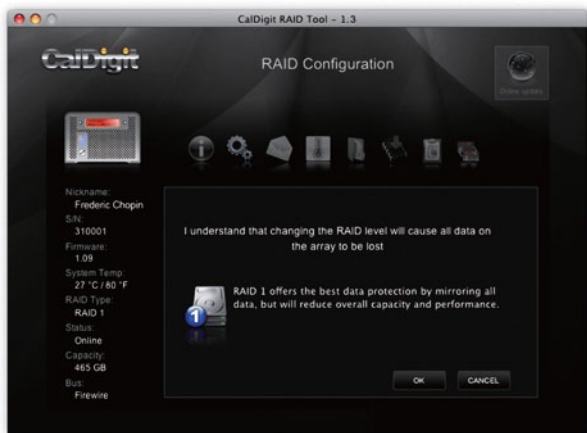 CalDigit RAID Tool – 1.3
CalDigit
RAID Configuration
Online update
Nickname:
Frederic Chopin
S/N:
310001
Firmware:
1.09
System Temp:
27 °C / 80 °F
RAID Type:
RAID 1
Status:
Online
Capacity:
465 GB
Bus:
Firewire
I understand that changing the RAID level will cause all data on
the array to be lost
1
RAID 1 offers the best data protection by mirroring all
data, but will reduce overall capacity and performance.
OK
CANCEL